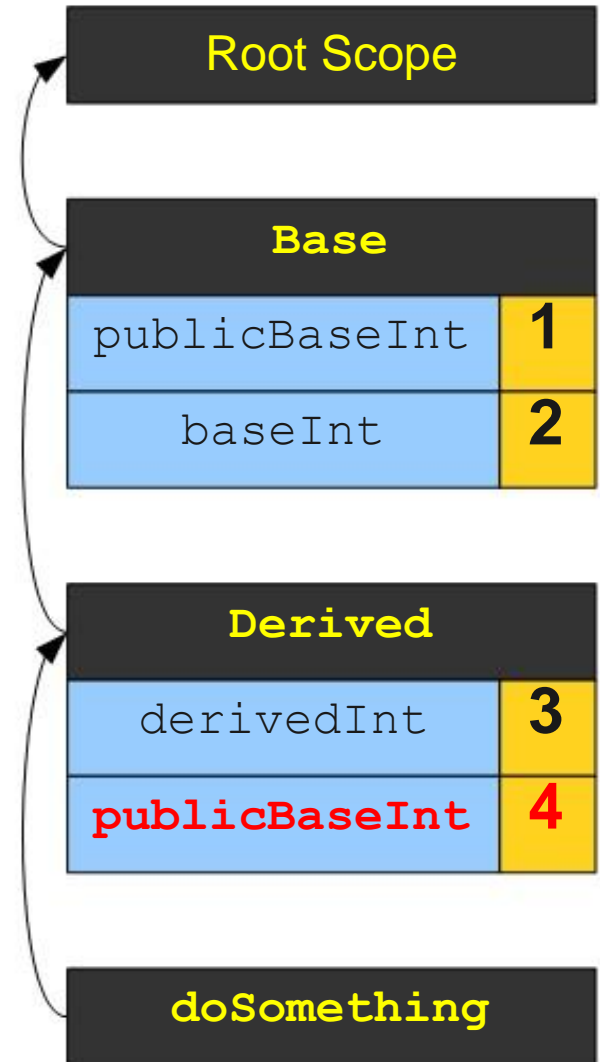 Root Scope
Base
publicBaseInt 1
baseInt 2
Derived
derivedInt 3
publicBaseInt 4
doSomething